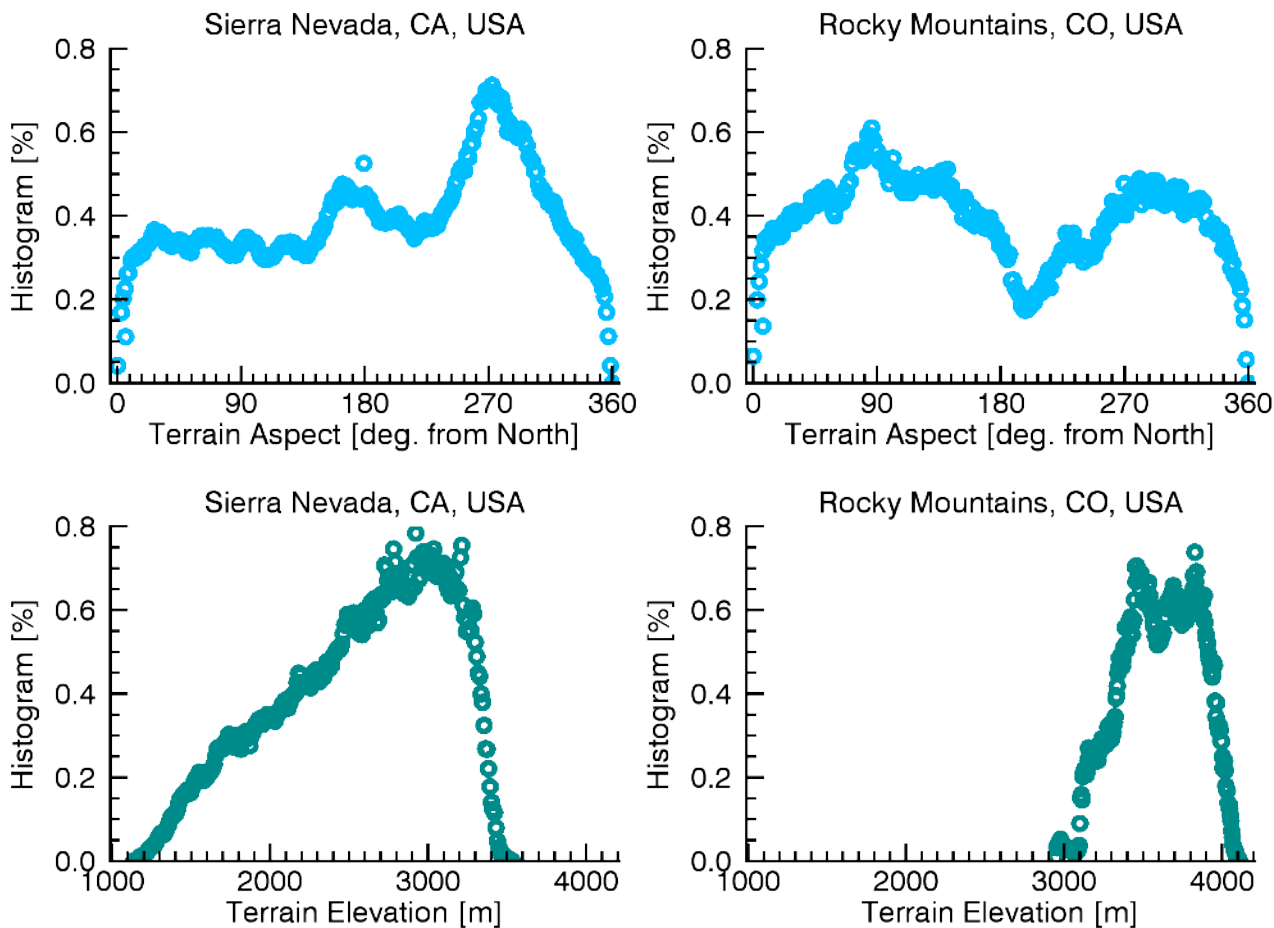 Sierra Nevada, CA, USA
Histogram [%]
0.8
0.6
0.4
0.2
0.0
0 90 180 270 360
Terrain Aspect [deg. from North]
Rocky Mountains, CO, USA
Histogram [%]
0.8
0.6
0.4
0.2
0.0
0 90 180 270 360
Terrain Aspect [deg. from North]
Sierra Nevada, CA, USA
Histogram [%]
0.8
0.6
0.4
0.2
0.0
1000 2000 3000 4000
Terrain Elevation [m]
Rocky Mountains, CO, USA
Histogram [%]
0.8
0.6
0.4
0.2
0.0
1000 2000 3000 4000
Terrain Elevation [m]